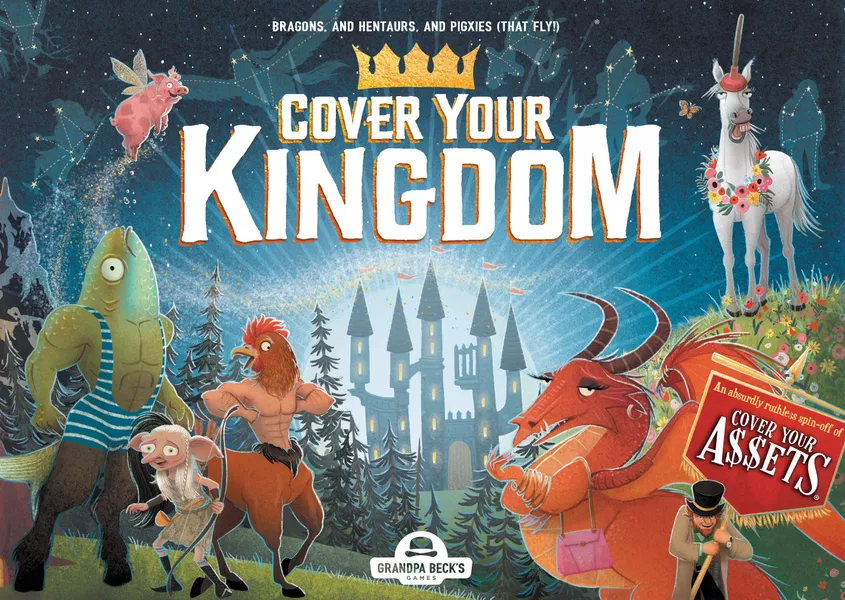 BRAGONS, AND HENTAURS, AND PIGXIES (THAT FLY!)
COVER YOUR
KINGDOM
An absurdly ruthless spin-off of
COVER YOUR
A$$ETS®
GRANDPA BECK'S
GAMES